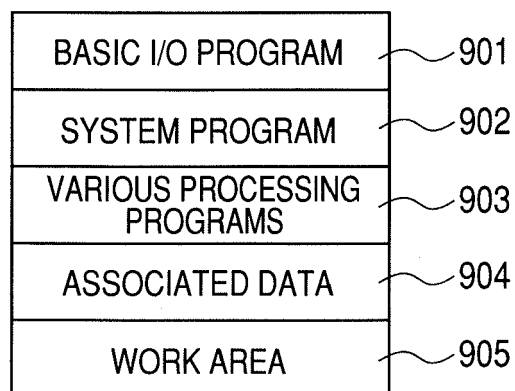 BASIC I/O PROGRAM 901
SYSTEM PROGRAM 902
VARIOUS PROCESSING
PROGRAMS 903
ASSOCIATED DATA 904
WORK AREA 905